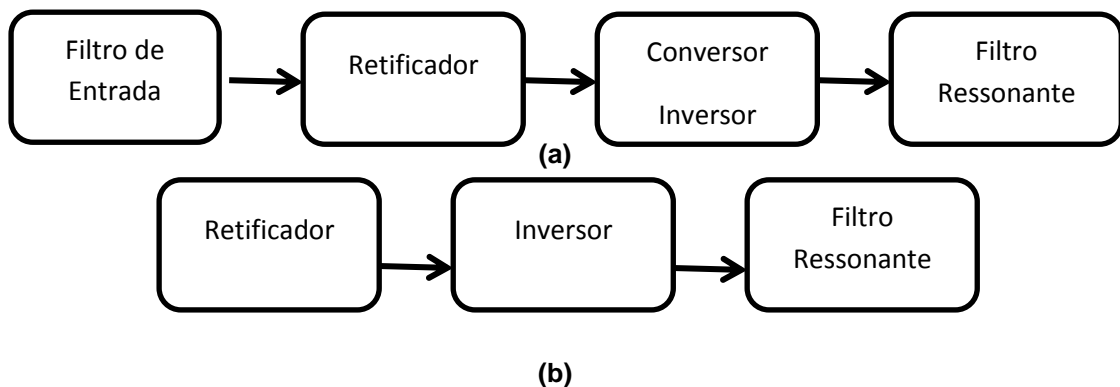 Filtro de
Entrada
Retificador
Conversor
Inversor
Filtro
Ressonante
(a)
Retificador
Inversor
Filtro
Ressonante
(b)